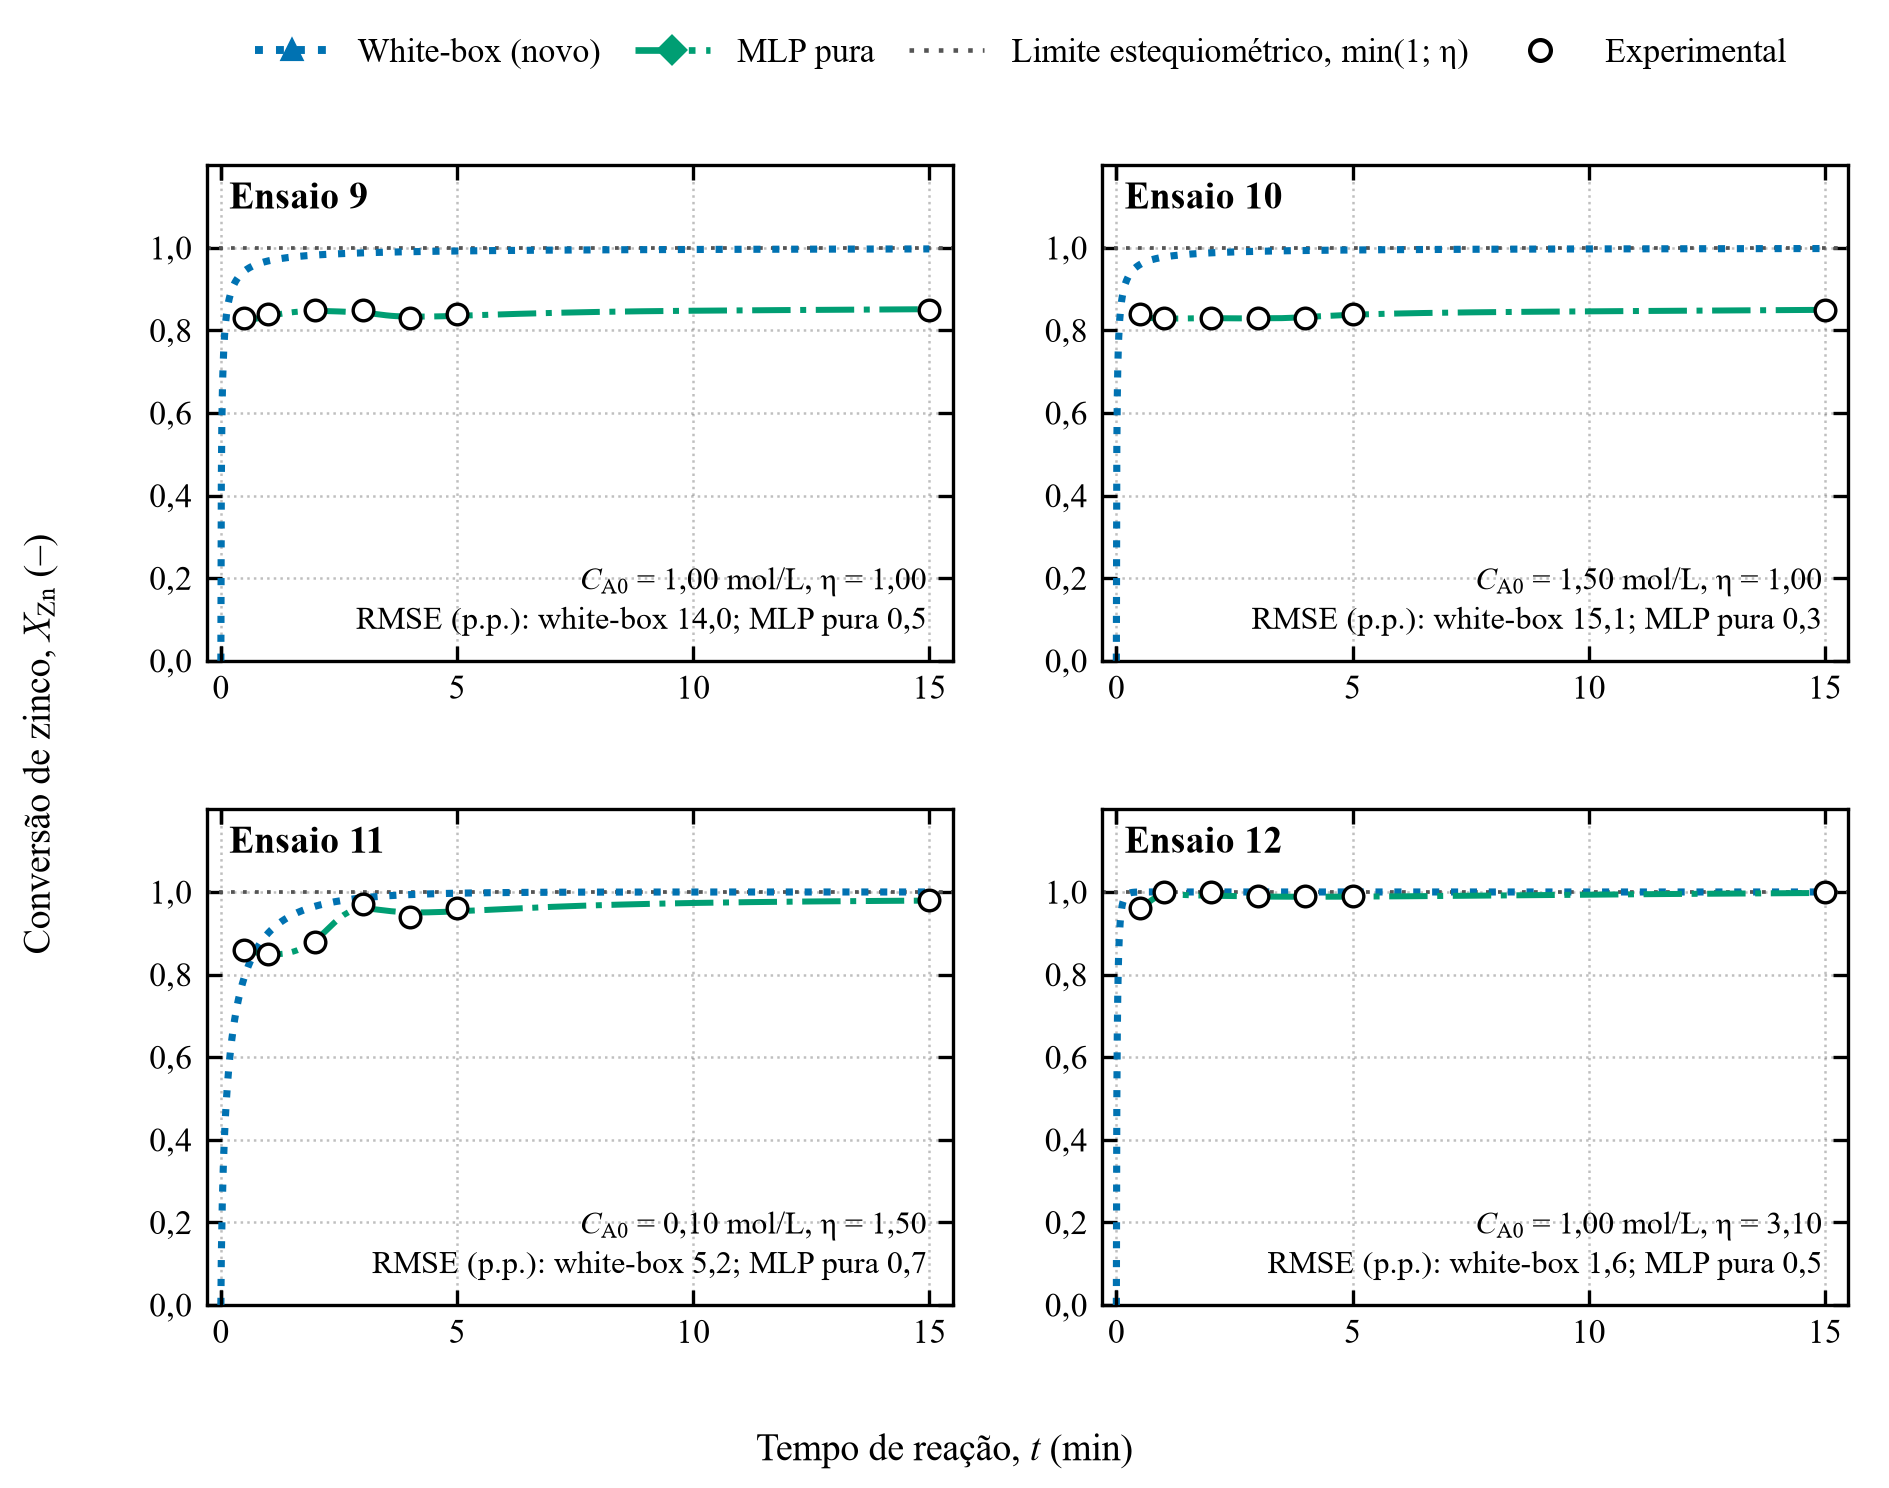 White-box (novo) MLP pura Limite estequiométrico, min(1; η) Experimental
Conversão de zinco, X_Zn (−)
Ensaio 9
1,0
0,8
0,6
0,4
0,2
0,0
C_A0 = 1,00 mol/L, η = 1,00
RMSE (p.p.): white-box 14,0; MLP pura 0,5
0 5 10 15
Ensaio 10
1,0
0,8
0,6
0,4
0,2
0,0
C_A0 = 1,50 mol/L, η = 1,00
RMSE (p.p.): white-box 15,1; MLP pura 0,3
0 5 10 15
Ensaio 11
1,0
0,8
0,6
0,4
0,2
0,0
C_A0 = 0,10 mol/L, η = 1,50
RMSE (p.p.): white-box 5,2; MLP pura 0,7
0 5 10 15
Ensaio 12
1,0
0,8
0,6
0,4
0,2
0,0
C_A0 = 1,00 mol/L, η = 3,10
RMSE (p.p.): white-box 1,6; MLP pura 0,5
0 5 10 15
Tempo de reação, t (min)